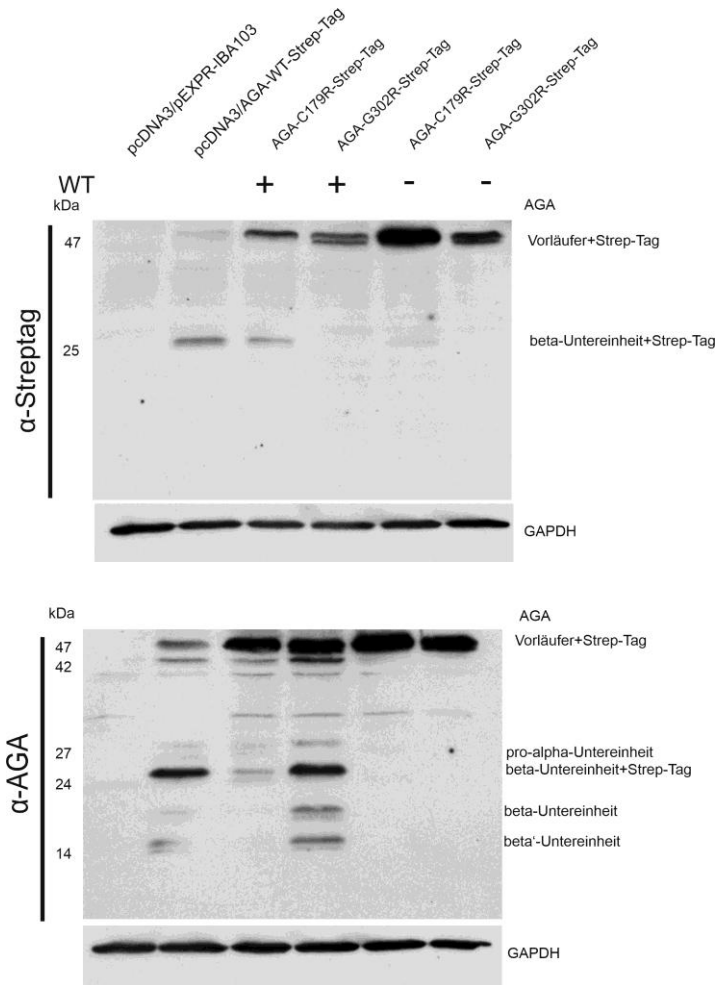 pcDNA3/pEXPR-IBA103
pcDNA3/AGA-WT-Strep-Tag
AGA-C179R-Strep-Tag
AGA-G302R-Strep-Tag
AGA-C179R-Strep-Tag
AGA-G302R-Strep-Tag
WT + + - -
kDa AGA
47 Vorläufer+Strep-Tag
25 beta-Untereinheit+Strep-Tag
α-Streptag
GAPDH
kDa AGA
47 Vorläufer+Strep-Tag
42
27 pro-alpha-Untereinheit
24 beta-Untereinheit+Strep-Tag
beta-Untereinheit
14 beta‘-Untereinheit
α-AGA
GAPDH